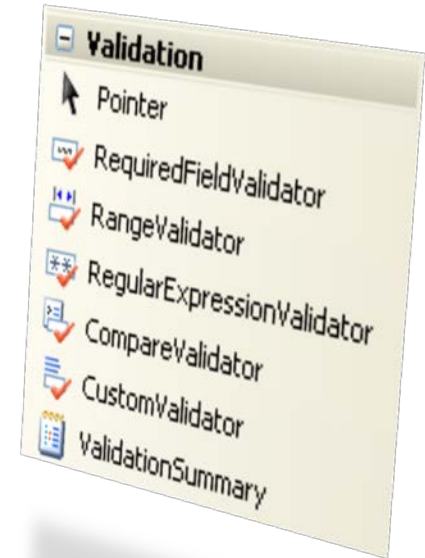 Validation
Pointer
RequiredFieldValidator
RangeValidator
RegularExpressionValidator
CompareValidator
CustomValidator
ValidationSummary